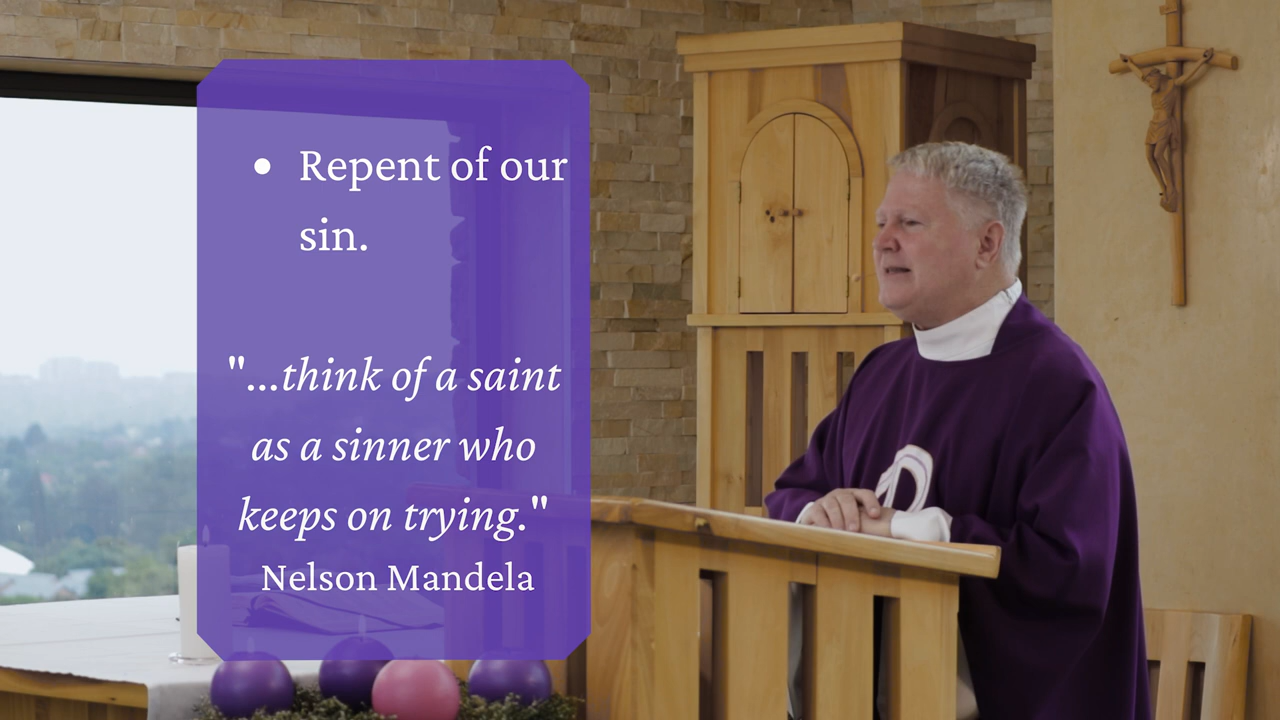 • Repent of our
sin.
"...think of a saint
as a sinner who
keeps on trying."
Nelson Mandela